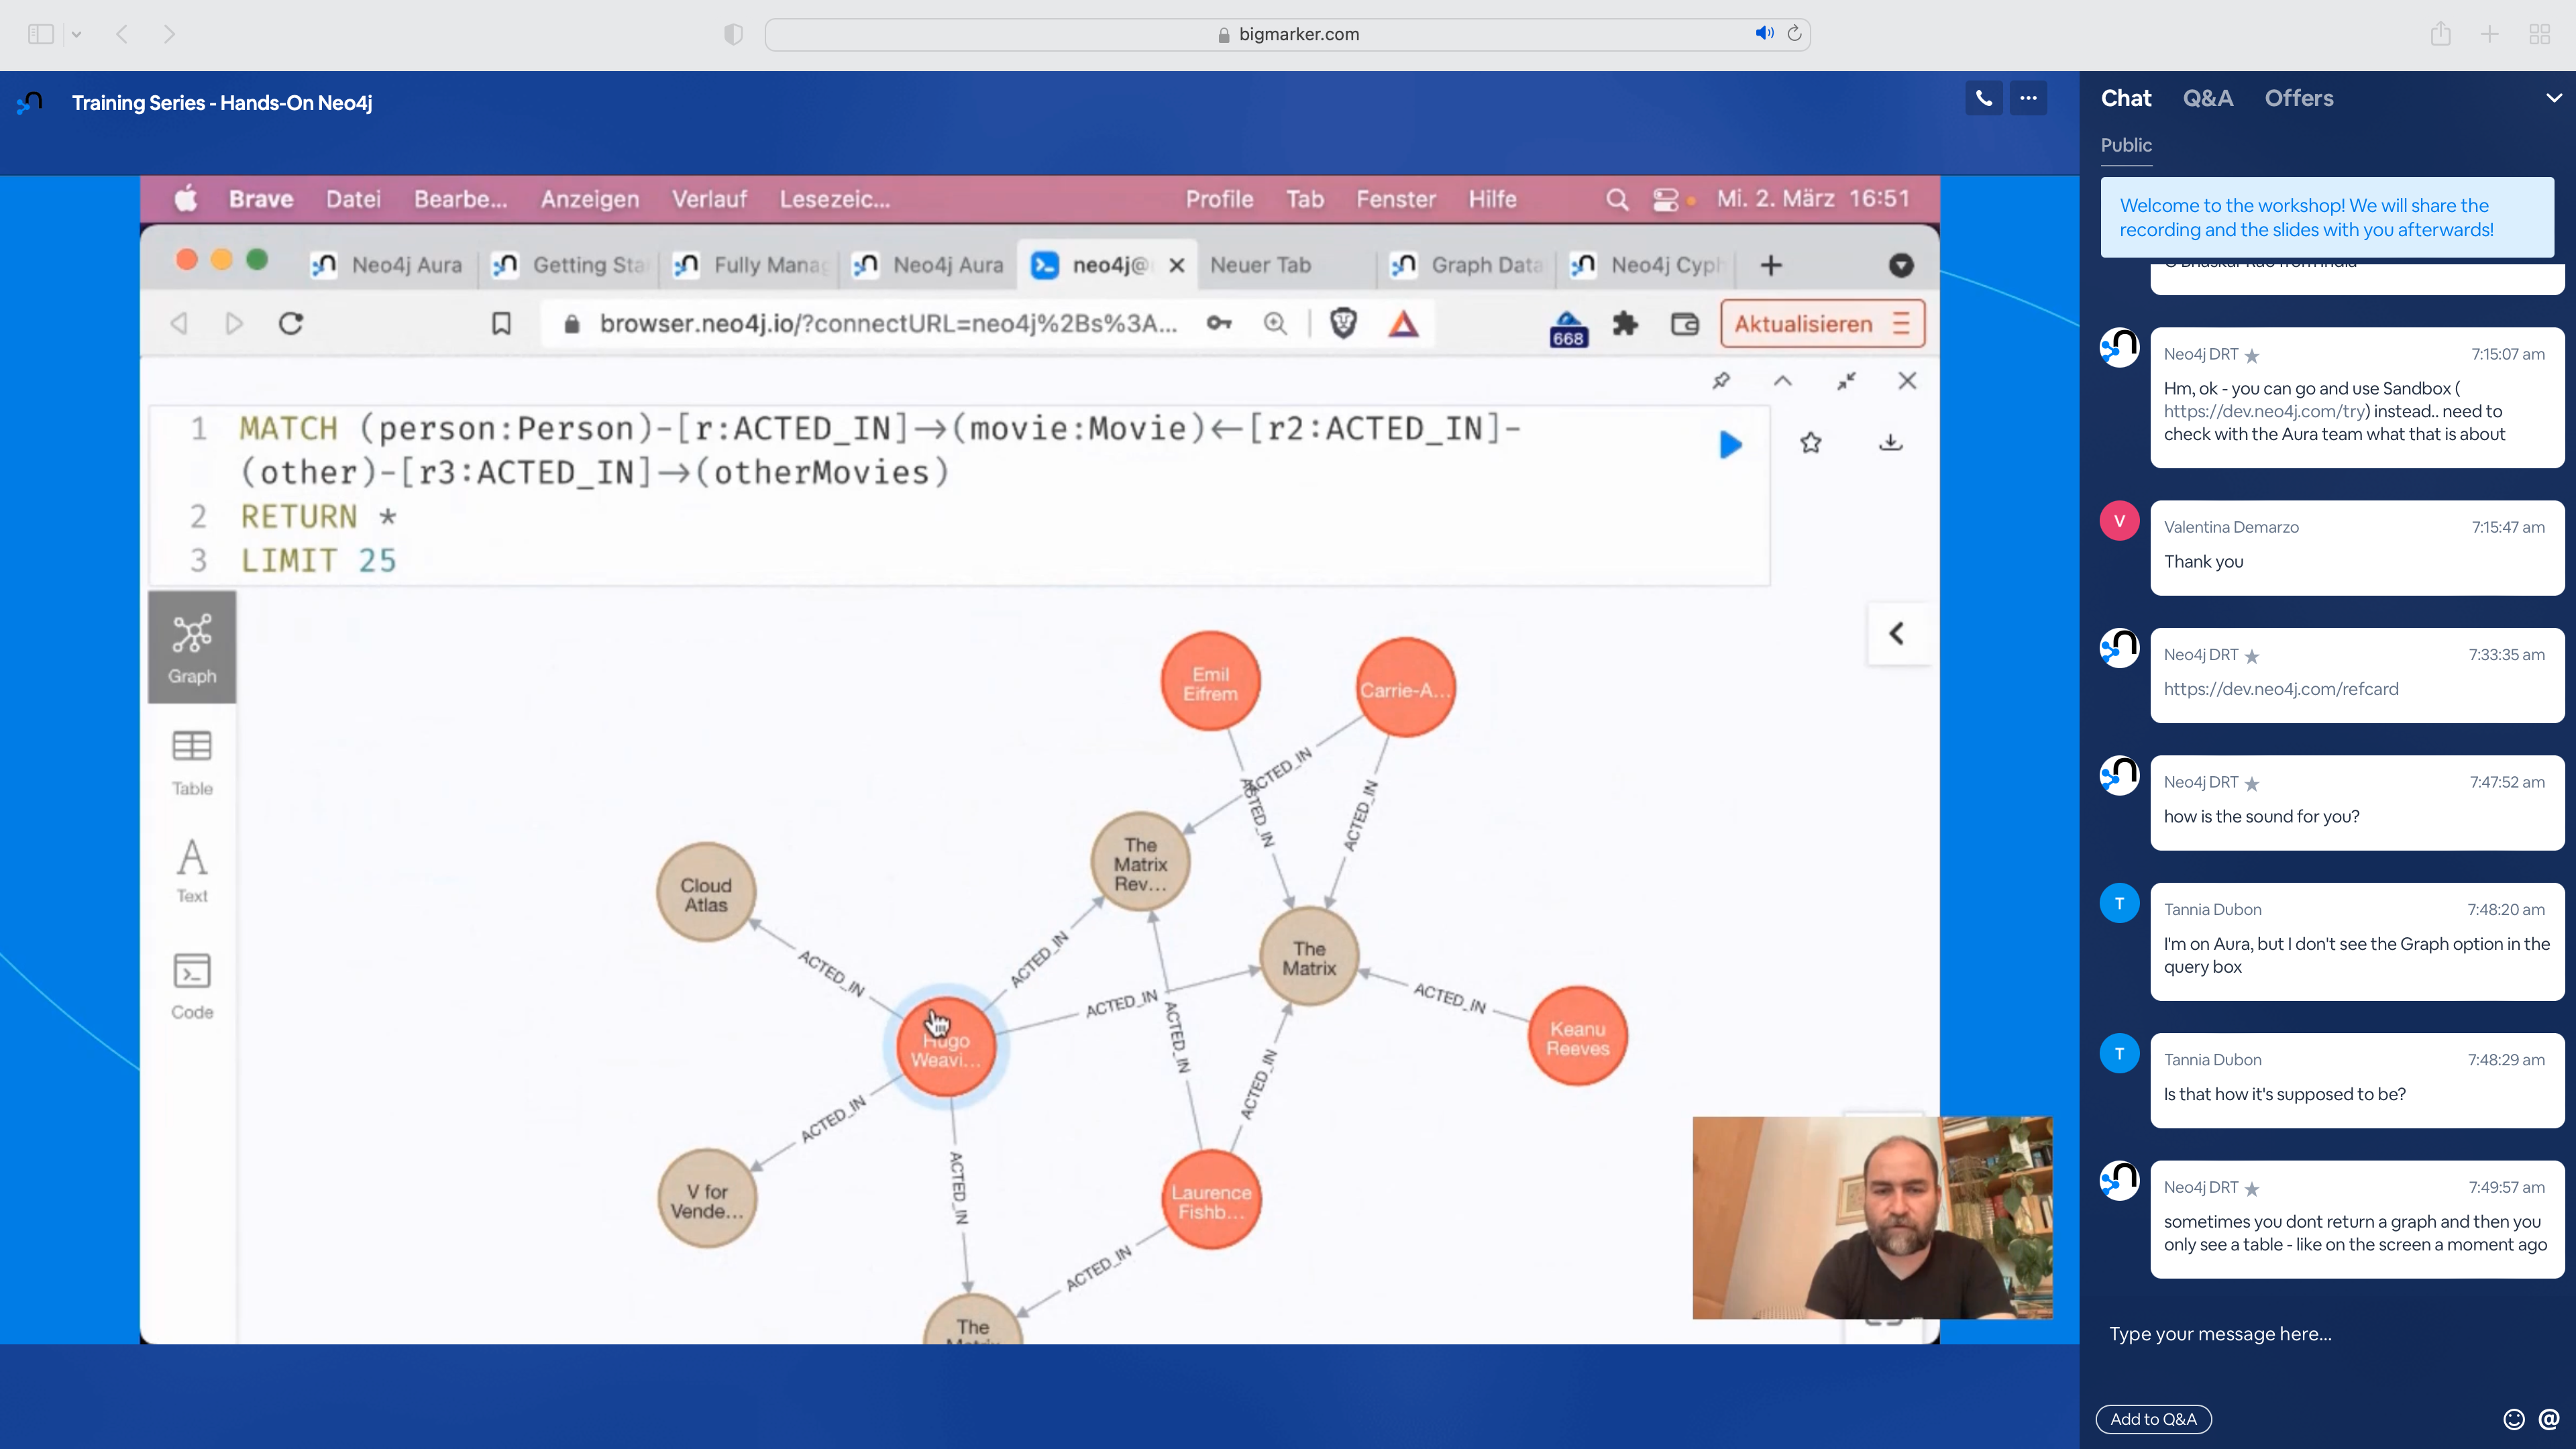 bigmarker.com
Training Series - Hands-On Neo4j
Brave Datei Bearbe... Anzeigen Verlauf Lesezeic... Profile Tab Fenster Hilfe Mi. 2. März 16:51
Neo4j Aura
Getting Sta
Fully Manag
Neo4j Aura
neo4j@
Neuer Tab
Graph Data
Neo4j Cyph
browser.neo4j.io/?connectURL=neo4j%2Bs%3A...
668
Aktualisieren
1 MATCH (person:Person)-[r:ACTED_IN]→(movie:Movie)←[r2:ACTED_IN]-
(other)-[r3:ACTED_IN]→(otherMovies)
2 RETURN *
3 LIMIT 25
Graph
Table
Text
Code
Emil
Eifrem
Carrie-A...
ACTED_IN
ACTED_IN
ACTED_IN
The
Matrix
Rev...
Cloud
Atlas
The
Matrix
ACTED_IN
ACTED_IN
ACTED_IN
ACTED_IN
ACTED_IN
Keanu
Reeves
Hugo
Weavi...
ACTED_IN
ACTED_IN
ACTED_IN
V for
Vende...
Laurence
Fishb...
ACTED_IN
The
Matrix
Chat Q&A Offers
Public
Welcome to the workshop! We will share the
recording and the slides with you afterwards!
Neo4j DRT 7:15:07 am
Hm, ok - you can go and use Sandbox (
https://dev.neo4j.com/try) instead.. need to
check with the Aura team what that is about
V
Valentina Demarzo 7:15:47 am
Thank you
Neo4j DRT 7:33:35 am
https://dev.neo4j.com/refcard
Neo4j DRT 7:47:52 am
how is the sound for you?
T
Tannia Dubon 7:48:20 am
I'm on Aura, but I don't see the Graph option in the
query box
T
Tannia Dubon 7:48:29 am
Is that how it's supposed to be?
Neo4j DRT 7:49:57 am
sometimes you dont return a graph and then you
only see a table - like on the screen a moment ago
Type your message here...
Add to Q&A